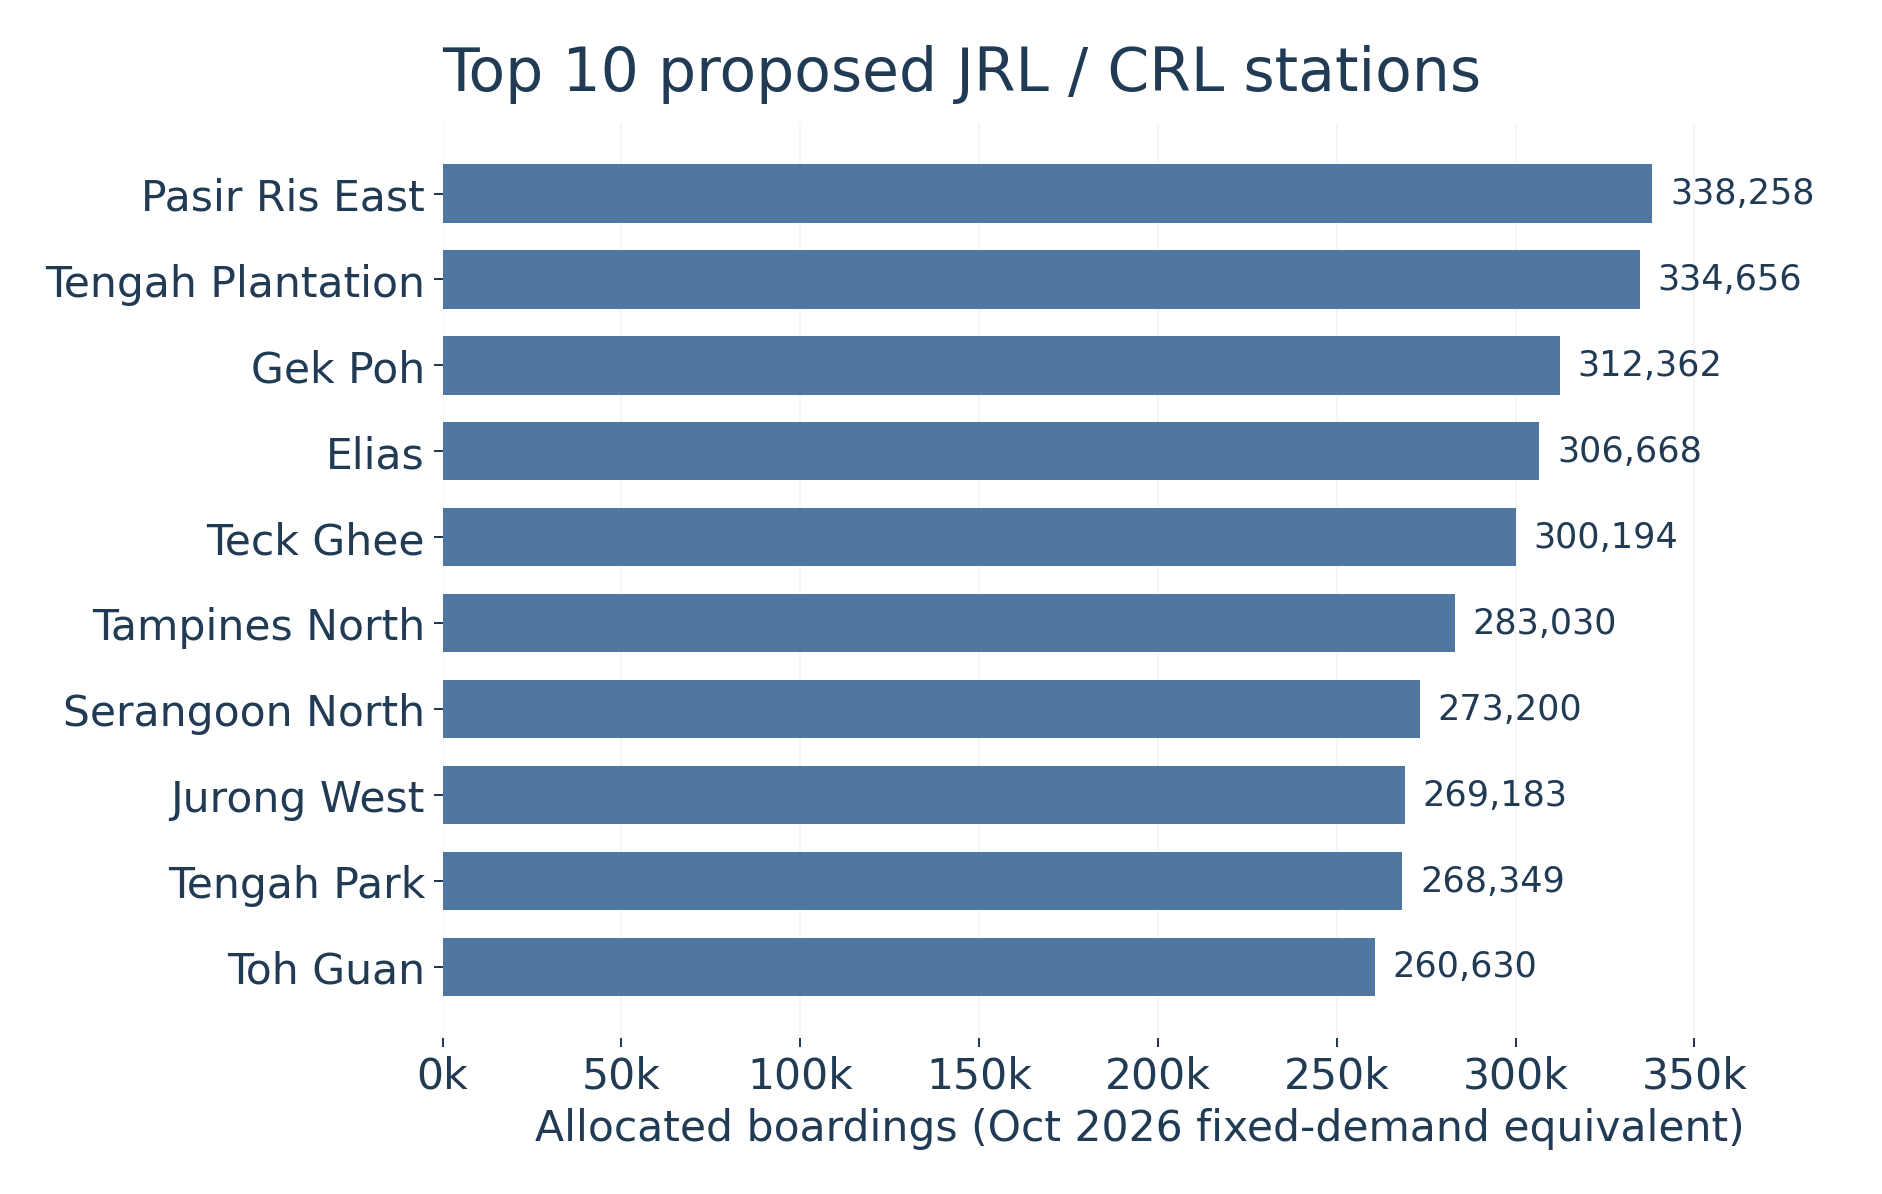 Top 10 proposed JRL / CRL stations
Pasir Ris East 338,258
Tengah Plantation 334,656
Gek Poh 312,362
Elias 306,668
Teck Ghee 300,194
Tampines North 283,030
Serangoon North 273,200
Jurong West 269,183
Tengah Park 268,349
Toh Guan 260,630
0k 50k 100k 150k 200k 250k 300k 350k
Allocated boardings (Oct 2026 fixed-demand equivalent)